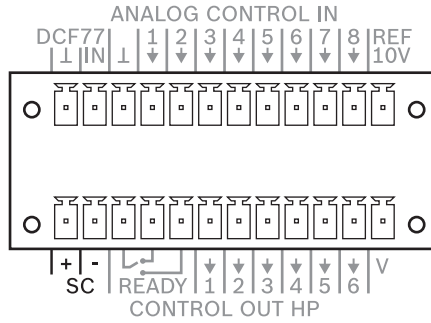 ANALOG CONTROL IN
DCF77 1 2 3 4 5 6 7 8 REF
⊥ IN ⊥ ↓ ↓ ↓ ↓ ↓ ↓ ↓ ↓ 10V
+ - ↓ ↓ ↓ ↓ ↓ ↓ V
SC READY 1 2 3 4 5 6
CONTROL OUT HP